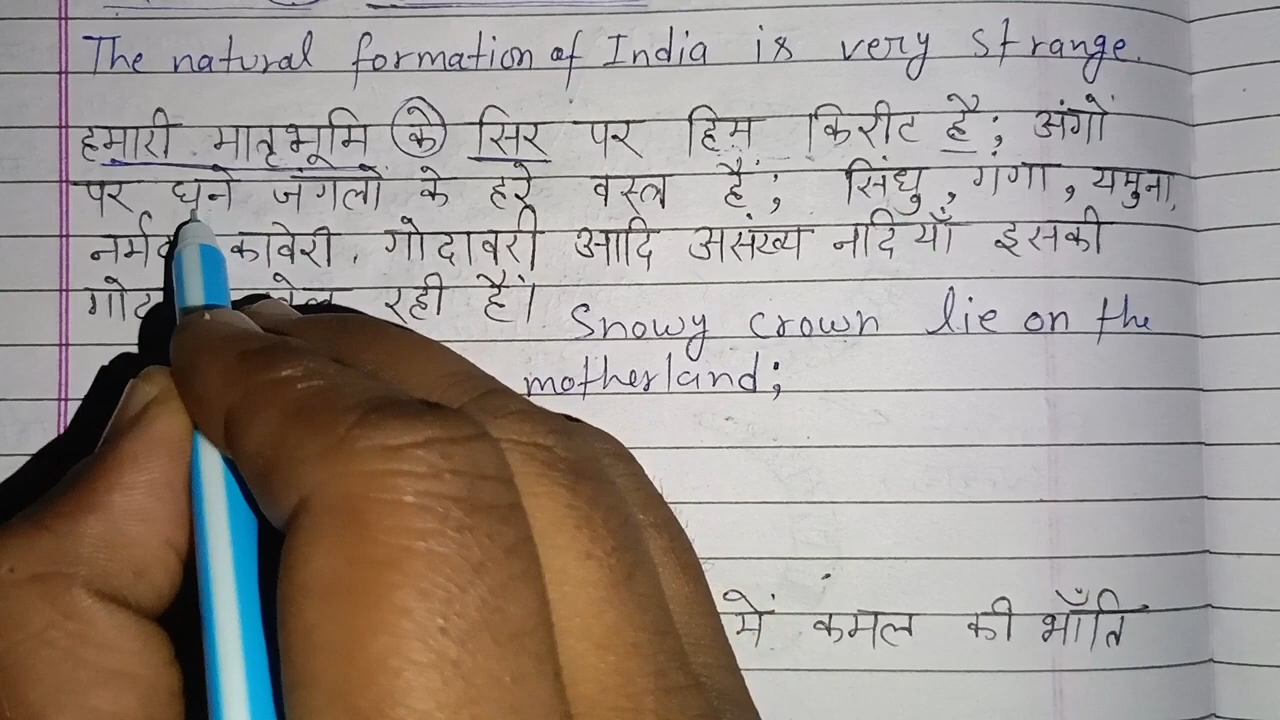 The natural formation of India is very strange.
हमारी मातृभूमि के सिर पर हिम किरीट है; अंगों
पर घने जंगलों के हरे वस्त्र हैं; सिंधु, गंगा, यमुना,
कावेरी, गोदावरी आदि असंख्य नदियाँ इसकी
रही हैं।
Snowy crown lie on the
motherland;
में कमल की भाँति